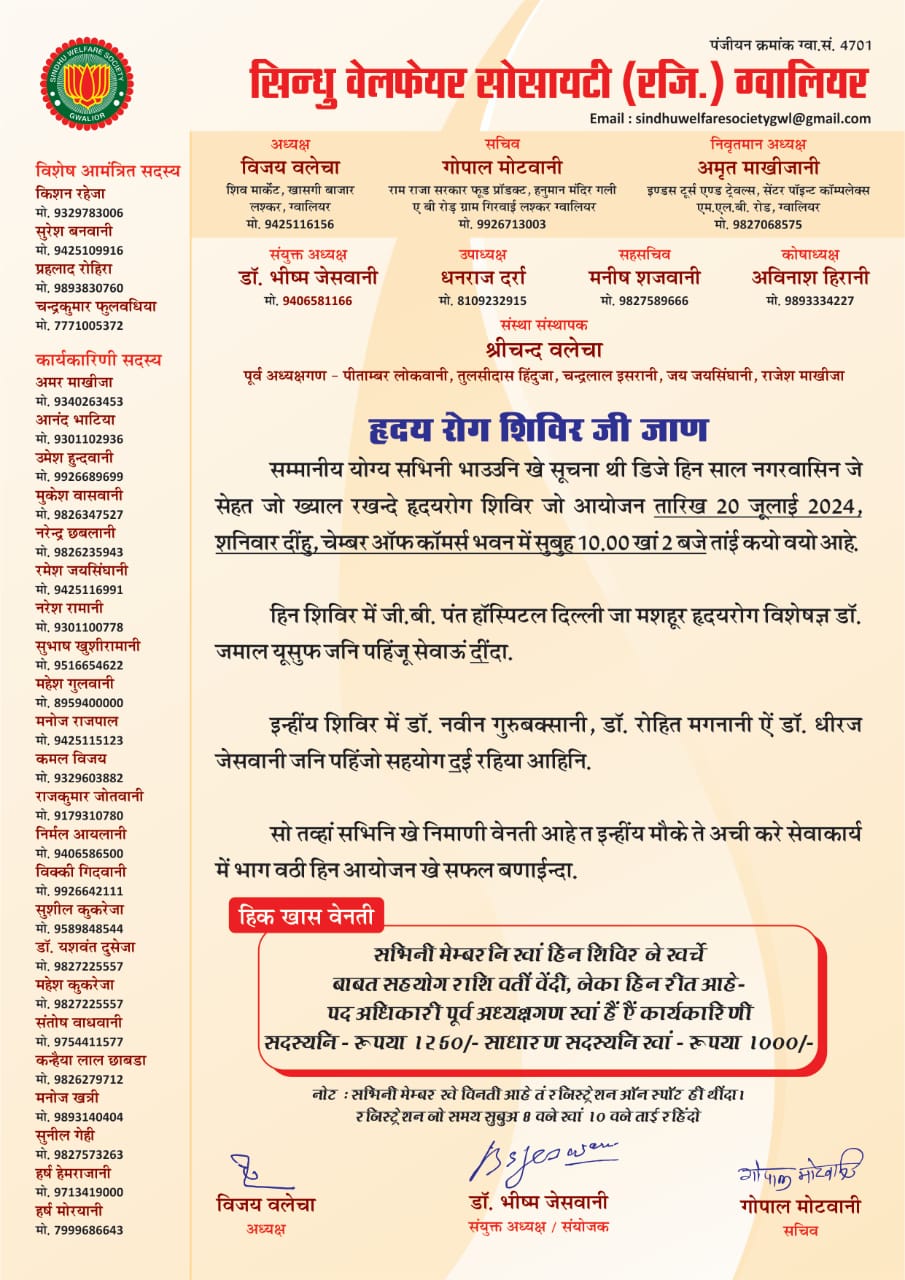 पंजीयन क्रमांक ग्वा.सं. 4701
SINDHU WELFARE SOCIETY
GWALIOR
सिन्धु वेलफेयर सोसायटी (रजि.) ग्वालियर
Email : sindhuwelfaresocietygwl@gmail.com
अध्यक्ष
विजय वलेचा
शिव मार्केट, खासगी बाजार
लश्कर, ग्वालियर
मो. 9425116156
सचिव
गोपाल मोटवानी
राम राजा सरकार फूड प्रॉडक्ट, हनुमान मंदिर गली
ए बी रोड़ ग्राम गिरवाई लश्कर ग्वालियर
मो. 9926713003
निवृतमान अध्यक्ष
अमृत माखीजानी
इण्डस टूर्स एण्ड ट्रेवल्स, सेंटर पॉइन्ट कॉम्पलेक्स
एम.एल.बी. रोड, ग्वालियर
मो. 9827068575
संयुक्त अध्यक्ष
डॉ. भीष्म जेसवानी
मो. 9406581166
उपाध्यक्ष
धनराज दर्रा
मो. 8109232915
सहसचिव
मनीष शजवानी
मो. 9827589666
कोषाध्यक्ष
अविनाश हिरानी
मो. 9893334227
संस्था संस्थापक
श्रीचन्द वलेचा
पूर्व अध्यक्षगण – पीताम्बर लोकवानी, तुलसीदास हिंदुजा, चन्द्रलाल इसरानी, जय जयसिंघानी, राजेश माखीजा
विशेष आमंत्रित सदस्य
किशन रहेजा
मो. 9329783006
सुरेश बनवानी
मो. 9425109916
प्रहलाद रोहिरा
मो. 9893830760
चन्द्रकुमार फुलवधिया
मो. 7771005372
कार्यकारिणी सदस्य
अमर माखीजा
मो. 9340263453
आनंद भाटिया
मो. 9301102936
उमेश हुन्दवानी
मो. 9926689699
मुकेश वासवानी
मो. 9826347527
नरेन्द्र छबलानी
मो. 9826235943
रमेश जयसिंघानी
मो. 9425116991
नरेश रामानी
मो. 9301100778
सुभाष खुशीरामानी
मो. 9516654622
महेश गुलवानी
मो. 8959400000
मनोज राजपाल
मो. 9425115123
कमल विजय
मो. 9329603882
राजकुमार जोतवानी
मो. 9179310780
निर्मल आयलानी
मो. 9406586500
विक्की गिदवानी
मो. 9926642111
सुशील कुकरेजा
मो. 9589848544
डॉ. यशवंत दुसेजा
मो. 9827225557
महेश कुकरेजा
मो. 9827225557
संतोष वाधवानी
मो. 9754411577
कन्हैया लाल छाबडा
मो. 9826279712
मनोज खत्री
मो. 9893140404
सुनील गेही
मो. 9827573263
हर्ष हेमराजानी
मो. 9713419000
हर्ष मोरयानी
मो. 7999686643
हृदय रोग शिविर जी जाण
सम्मानीय योग्य सभिनी भाउनि खे सूचना थी डिजे हिन साल नगरवासिन जे
सेहत जो ख्याल रखन्दे हृदयरोग शिविर जो आयोजन तारिख 20 जूलाई 2024,
शनिवार दींहु, चेम्बर ऑफ कॉमर्स भवन में सुबुह 10.00 खां 2 बजे तांई कयो वयो आहे.
हिन शिविर में जी.बी. पंत हॉस्पिटल दिल्ली जा मशहूर हृदयरोग विशेषज्ञ डॉ.
जमाल यूसुफ जनि पहिंजू सेवाऊं दींदा.
इन्हींय शिविर में डॉ. नवीन गुरुबक्सानी, डॉ. रोहित मगनानी ऐं डॉ. धीरज
जेसवानी जनि पहिंजो सहयोग दुई रहिया आहिनि.
सो तव्हां सभिनि खे निमाणी वेनती आहे त इन्हींय मौके ते अची करे सेवाकार्य
में भाग वठी हिन आयोजन खे सफल बणाईन्दा.
हिक खास वेनती
सभिनी मेम्बरनि खां हिन शिविर जे खर्चे
बाबत सहयोग राशि वर्ती वेंदी, जेका हिन रीत आहे-
पद अधिकारी पूर्व अध्यक्षगण खां हैं ऐं कार्यकारिणी
सदस्यनि - रूपया 1250/- साधारण सदस्यनि खां - रूपया 1000/-
नोट : सभिनी मेम्बर खे विनती आहे तं रजिस्ट्रेशन ऑन स्पॉट ही थींदा।
रजिस्ट्रेशन जो समय सुबुअ 8 वजे खां 10 वजे ताई रहिंदो
Bsjeswani
गोपाल मोटवानी
विजय वलेचा
अध्यक्ष
डॉ. भीष्म जेसवानी
संयुक्त अध्यक्ष / संयोजक
गोपाल मोटवानी
सचिव